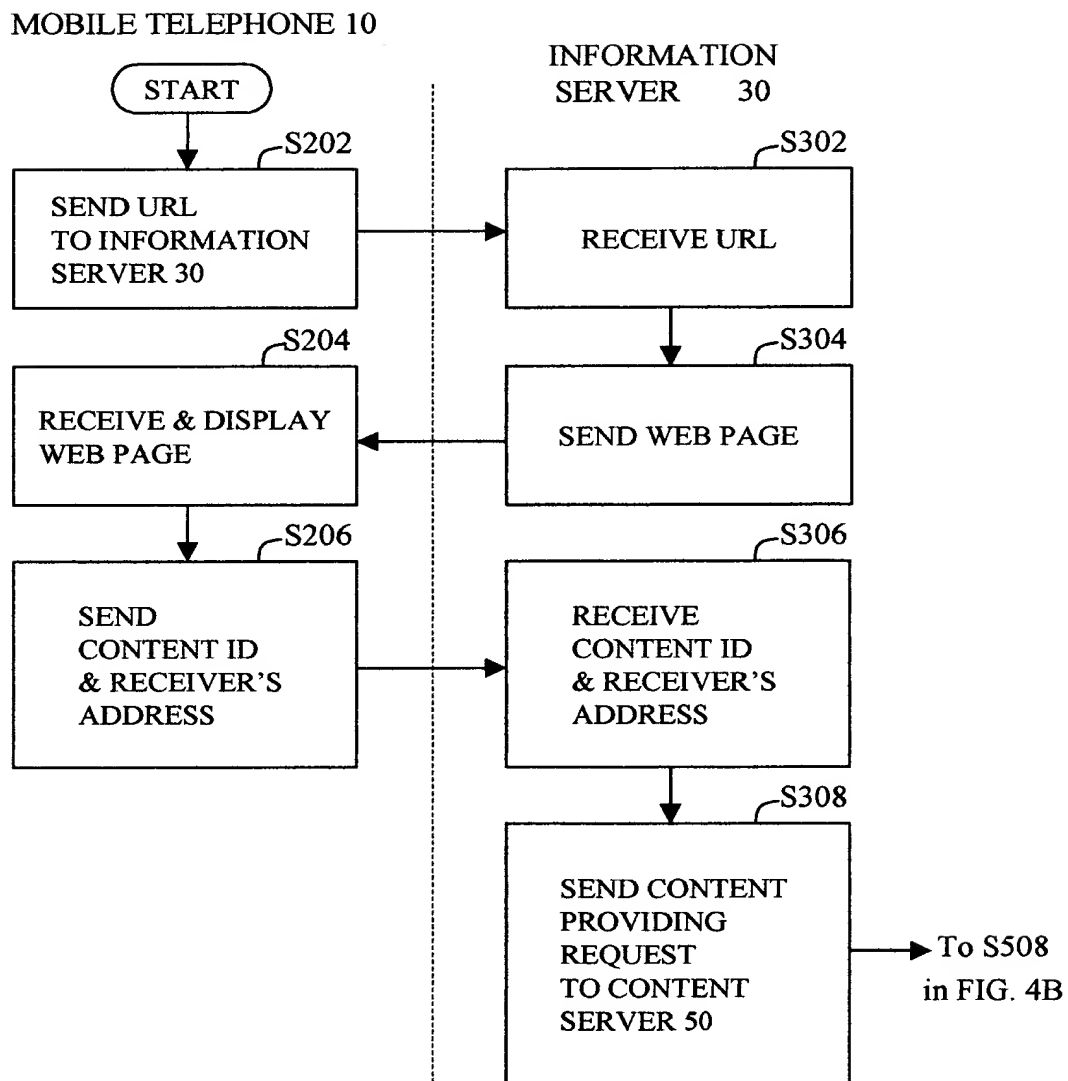 MOBILE TELEPHONE 10
INFORMATION
SERVER 30
START
S202
SEND URL
TO INFORMATION
SERVER 30
S302
RECEIVE URL
S204
RECEIVE & DISPLAY
WEB PAGE
S304
SEND WEB PAGE
S206
SEND
CONTENT ID
& RECEIVER'S
ADDRESS
S306
RECEIVE
CONTENT ID
& RECEIVER'S
ADDRESS
S308
SEND CONTENT
PROVIDING
REQUEST
TO CONTENT
SERVER 50
To S508
in FIG. 4B